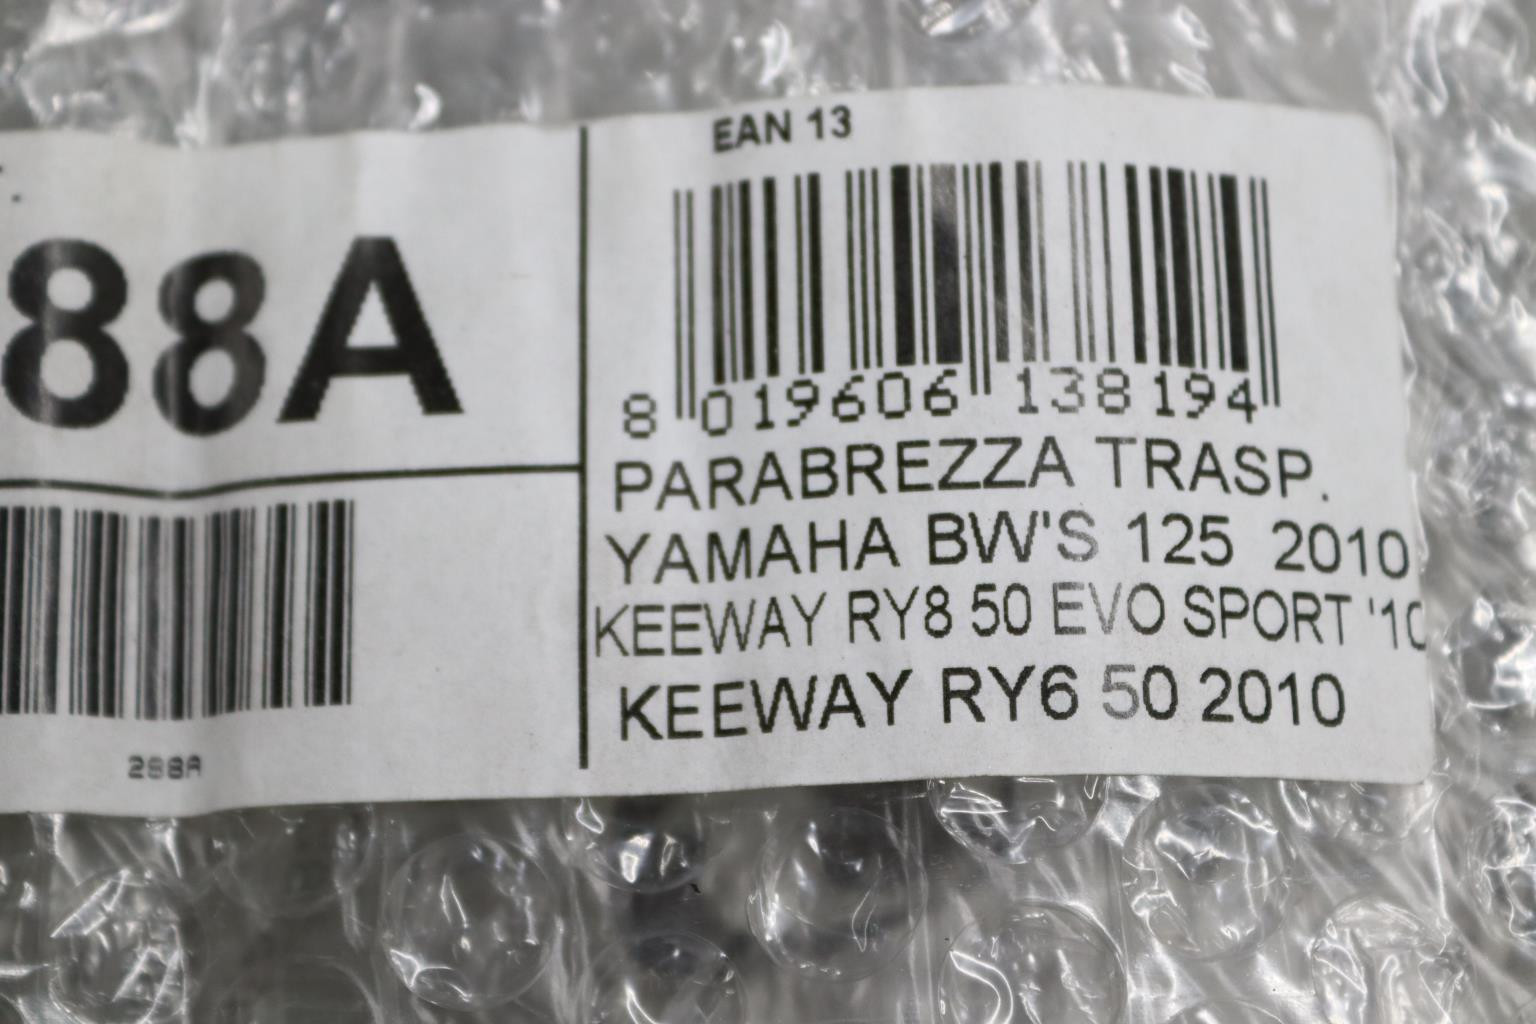 EAN 13
88A
8 019606 138194
PARABREZZA TRASP.
YAMAHA BW'S 125 2010
KEEWAY RY8 50 EVO SPORT '10
KEEWAY RY6 50 2010
288A